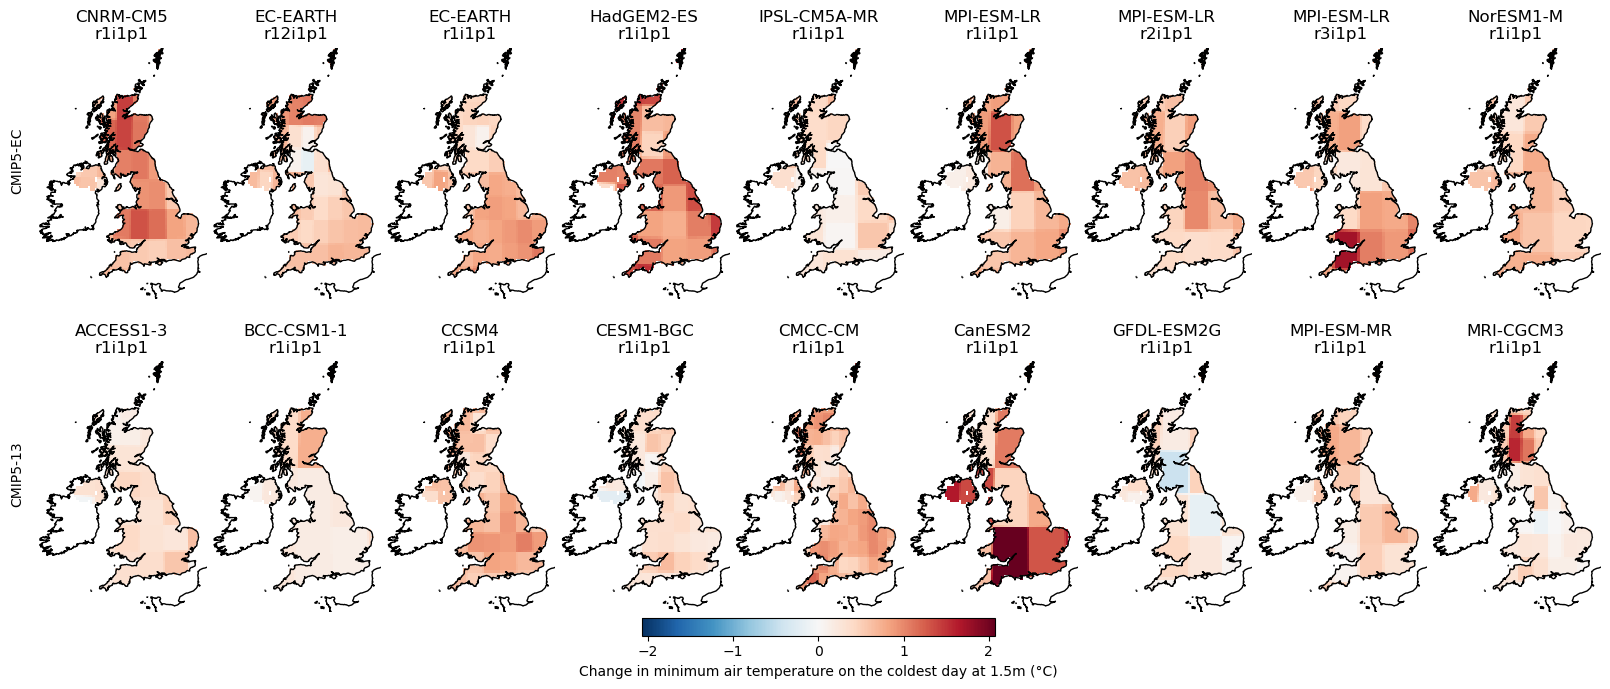 CNRM-CM5
r1i1p1
EC-EARTH
r12i1p1
EC-EARTH
r1i1p1
HadGEM2-ES
r1i1p1
IPSL-CM5A-MR
r1i1p1
MPI-ESM-LR
r1i1p1
MPI-ESM-LR
r2i1p1
MPI-ESM-LR
r3i1p1
NorESM1-M
r1i1p1
CMIP5-EC
ACCESS1-3
r1i1p1
BCC-CSM1-1
r1i1p1
CCSM4
r1i1p1
CESM1-BGC
r1i1p1
CMCC-CM
r1i1p1
CanESM2
r1i1p1
GFDL-ESM2G
r1i1p1
MPI-ESM-MR
r1i1p1
MRI-CGCM3
r1i1p1
CMIP5-13
−2 −1 0 1 2
Change in minimum air temperature on the coldest day at 1.5m (°C)